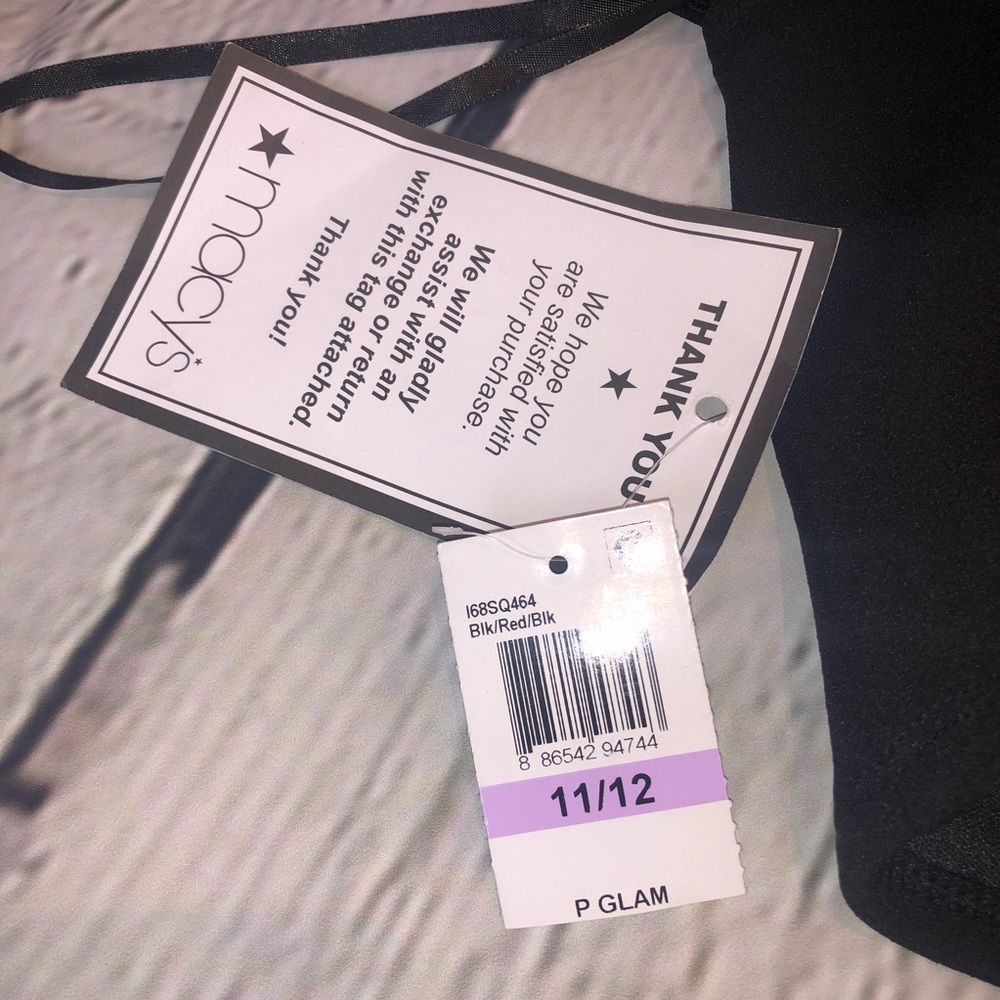 THANK YOU
We hope you
are satisfied with
your purchase.
We will gladly
assist with an
exchange or return
with this tag attached.
Thank you!
macy's
I68SQ464
Blk/Red/Blk
8 86542 94744
11/12
P GLAM